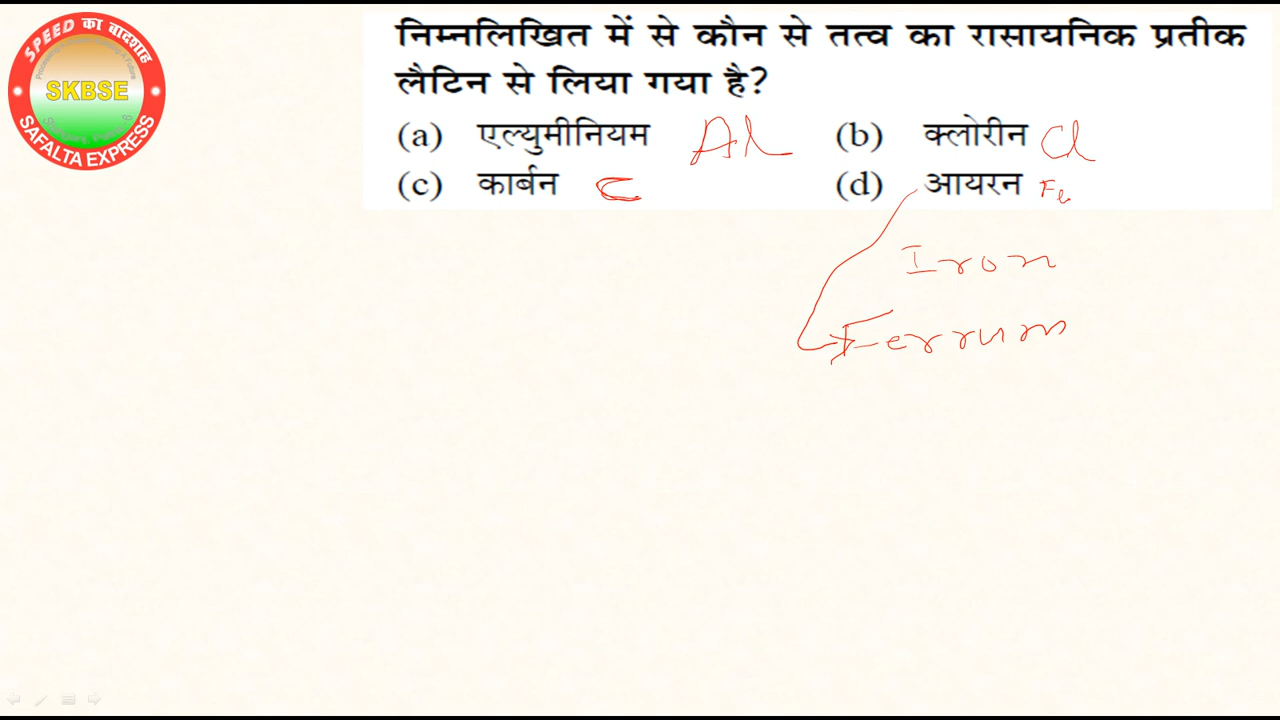 SPEED का बादशाह
SKBSE
SAFALTA EXPRESS
निम्नलिखित में से कौन से तत्व का रासायनिक प्रतीक
लैटिन से लिया गया है?
(a) एल्युमीनियम Al (b) क्लोरीन Cl
(c) कार्बन C (d) आयरन Fe
Iron
Ferrum